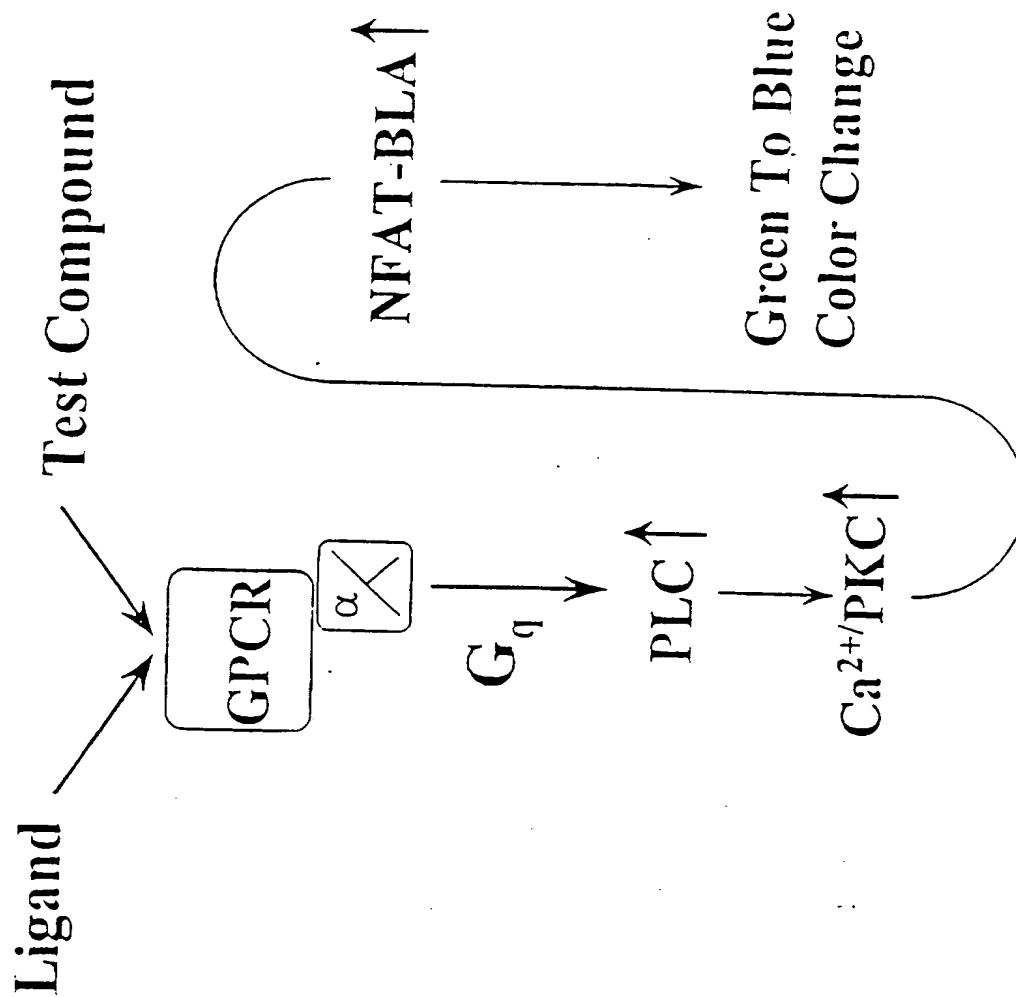 Ligand
Test Compound
GPCR
α
Gq
PLC
Ca²⁺/PKC
NFAT-BLA
Green To Blue
Color Change